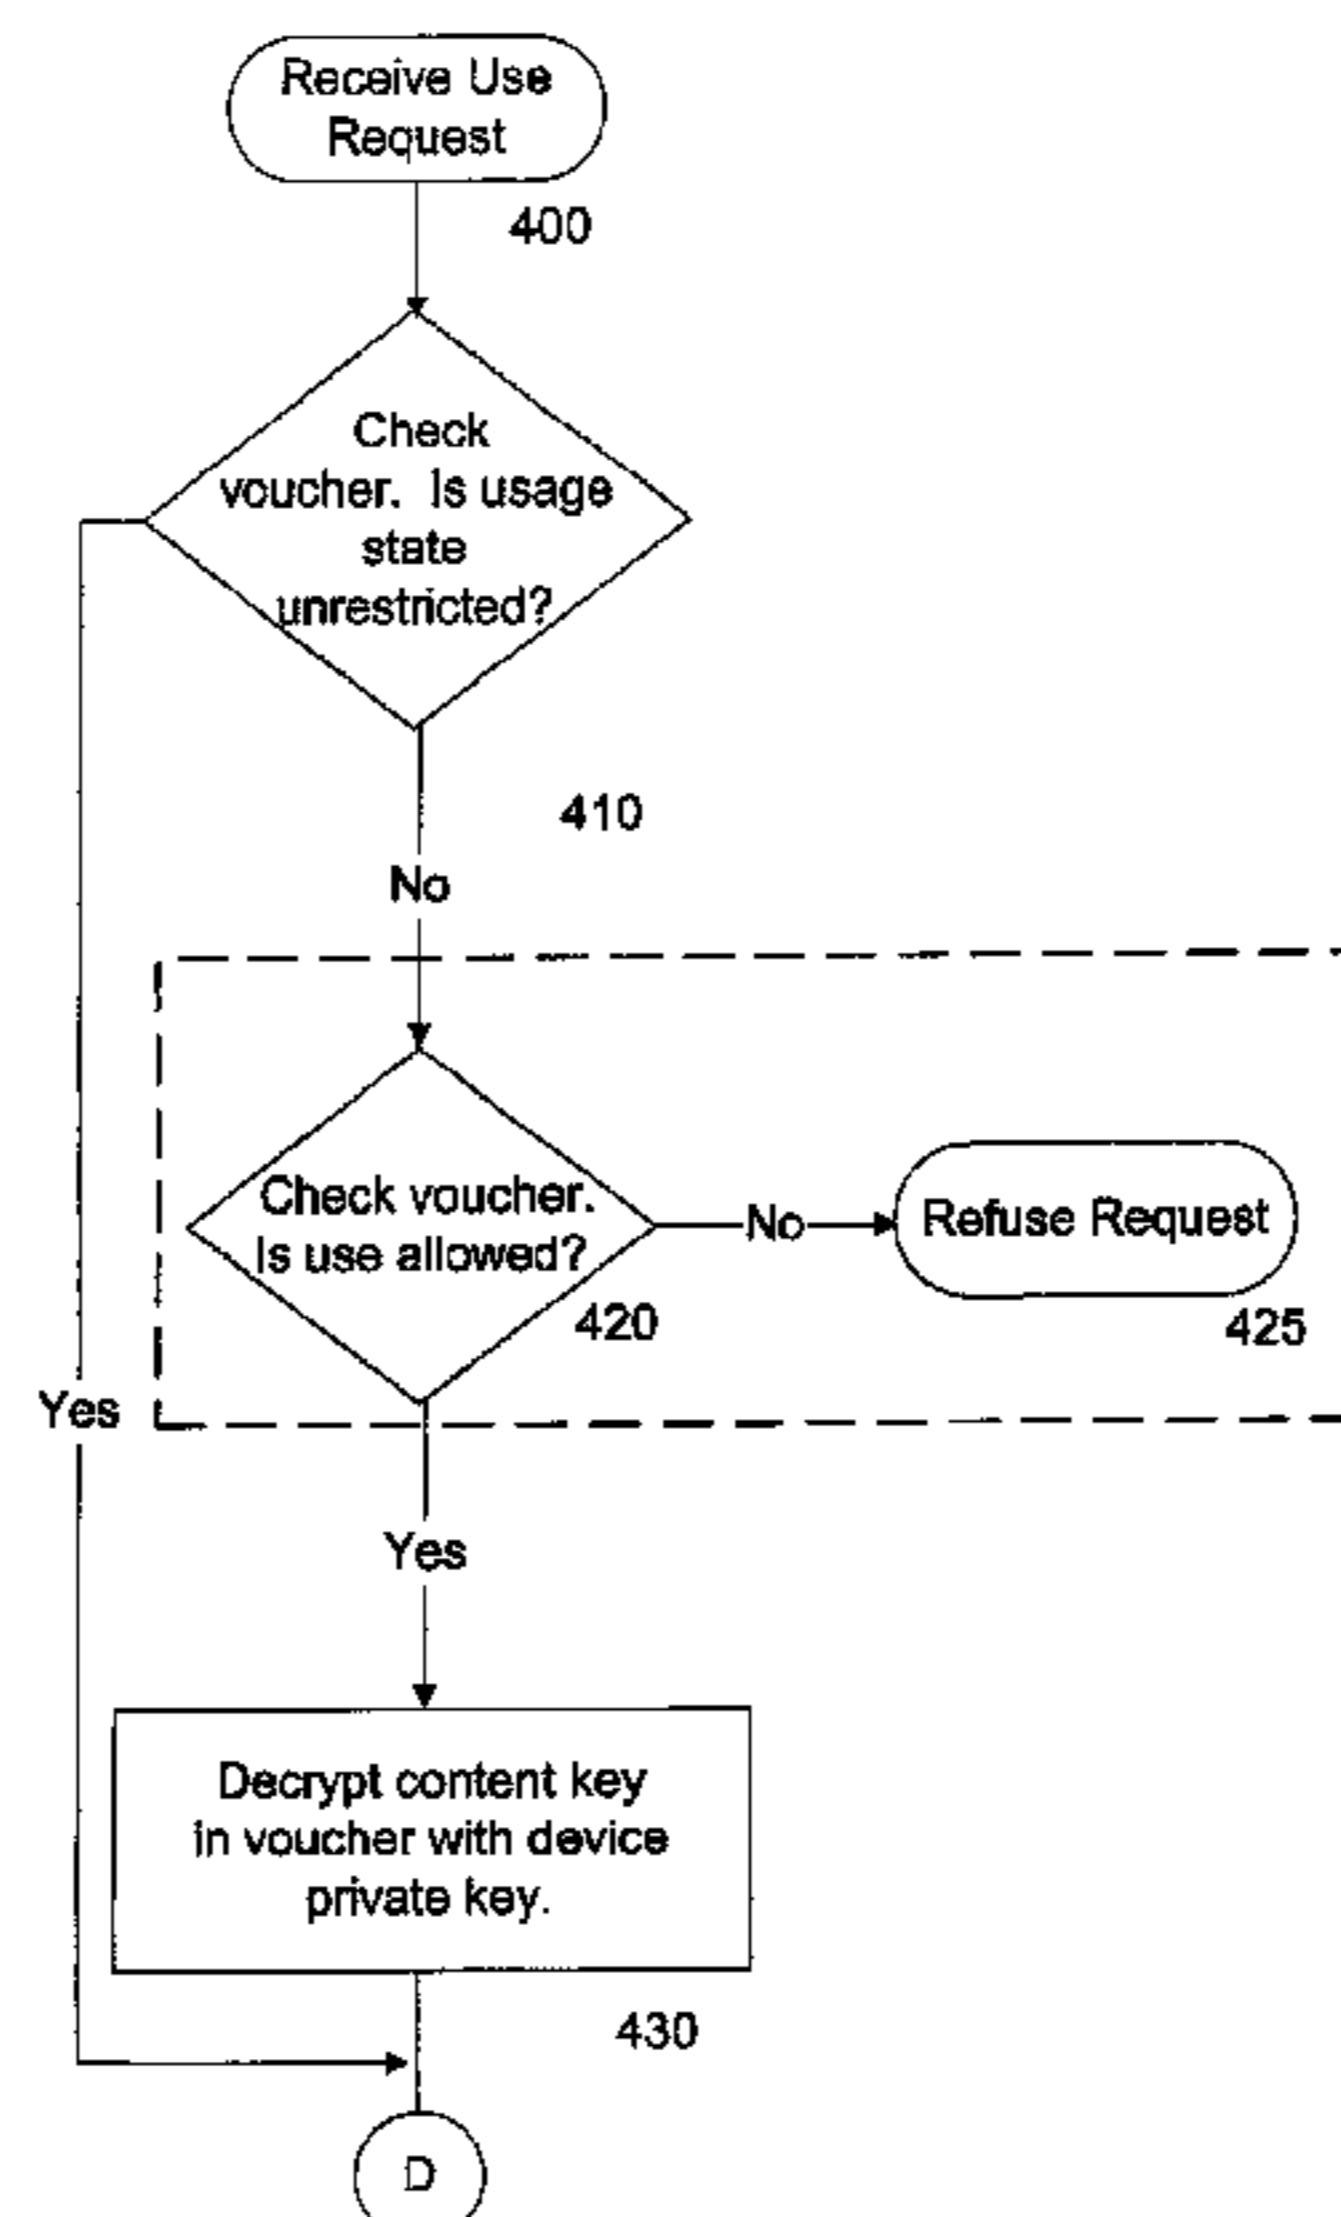 Receive Use
Request
400
Check
voucher. Is usage
state
unrestricted?
410
No
Check voucher.
Is use allowed?
420
No
Refuse Request
425
Yes
Yes
Decrypt content key
in voucher with device
private key.
430
D